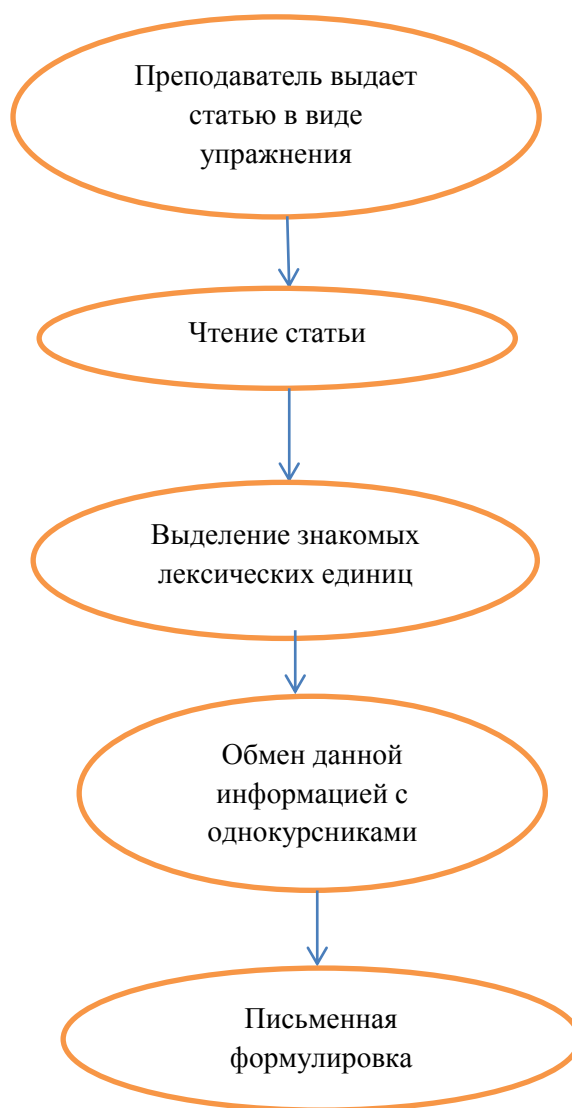 Преподаватель выдает
статью в виде
упражнения
Чтение статьи
Выделение знакомых
лексических единиц
Обмен данной
информацией с
однокурсниками
Письменная
формулировка